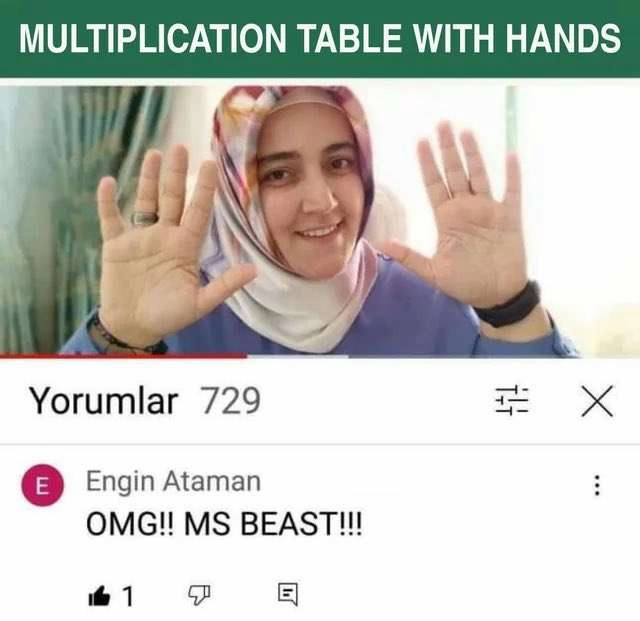 MULTIPLICATION TABLE WITH HANDS
Yorumlar 729
E
Engin Ataman
OMG!! MS BEAST!!!
1